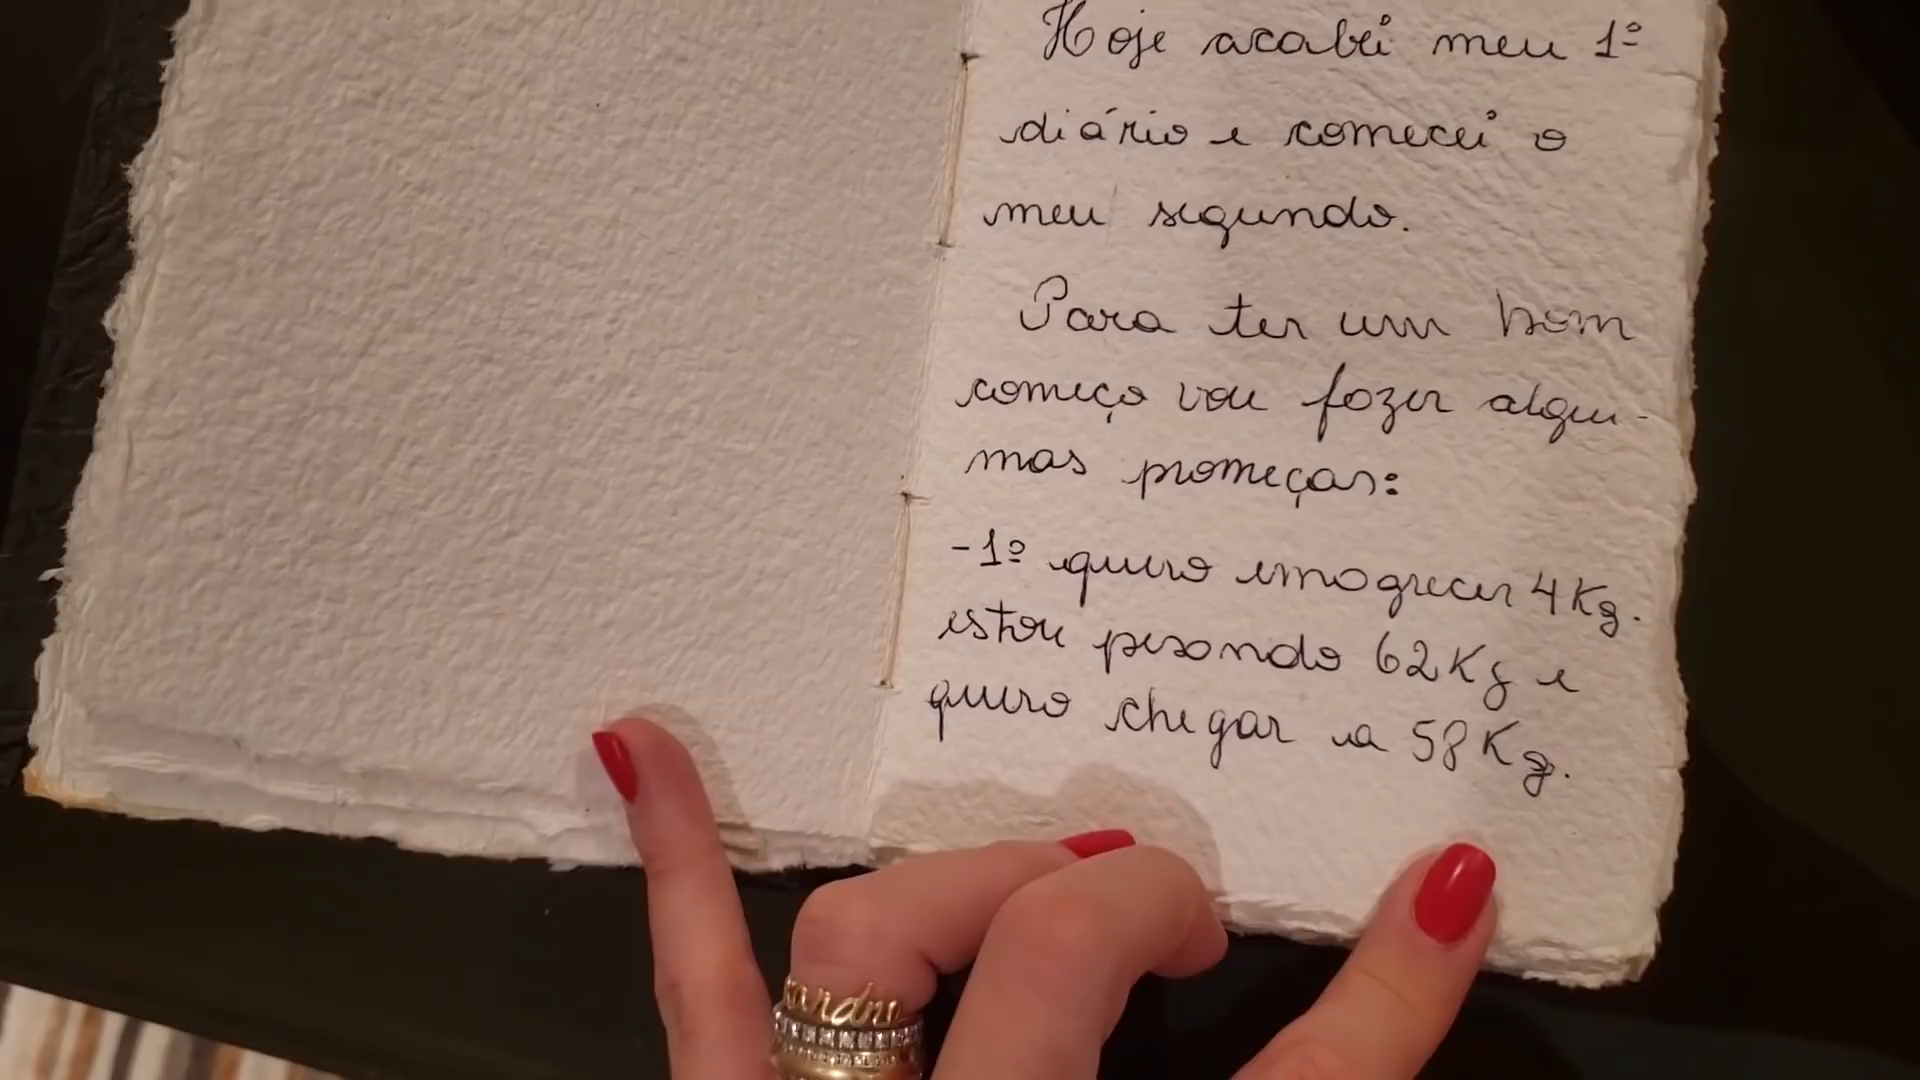 Hoje acabei meu 1º
diário e comecei o
meu segundo.
Para ter um bom
começo vou fazer algu-
mas promeças:
-1º quero emagrecer 4Kg.
estou pesando 62Kg e
quero chegar a 58Kg.